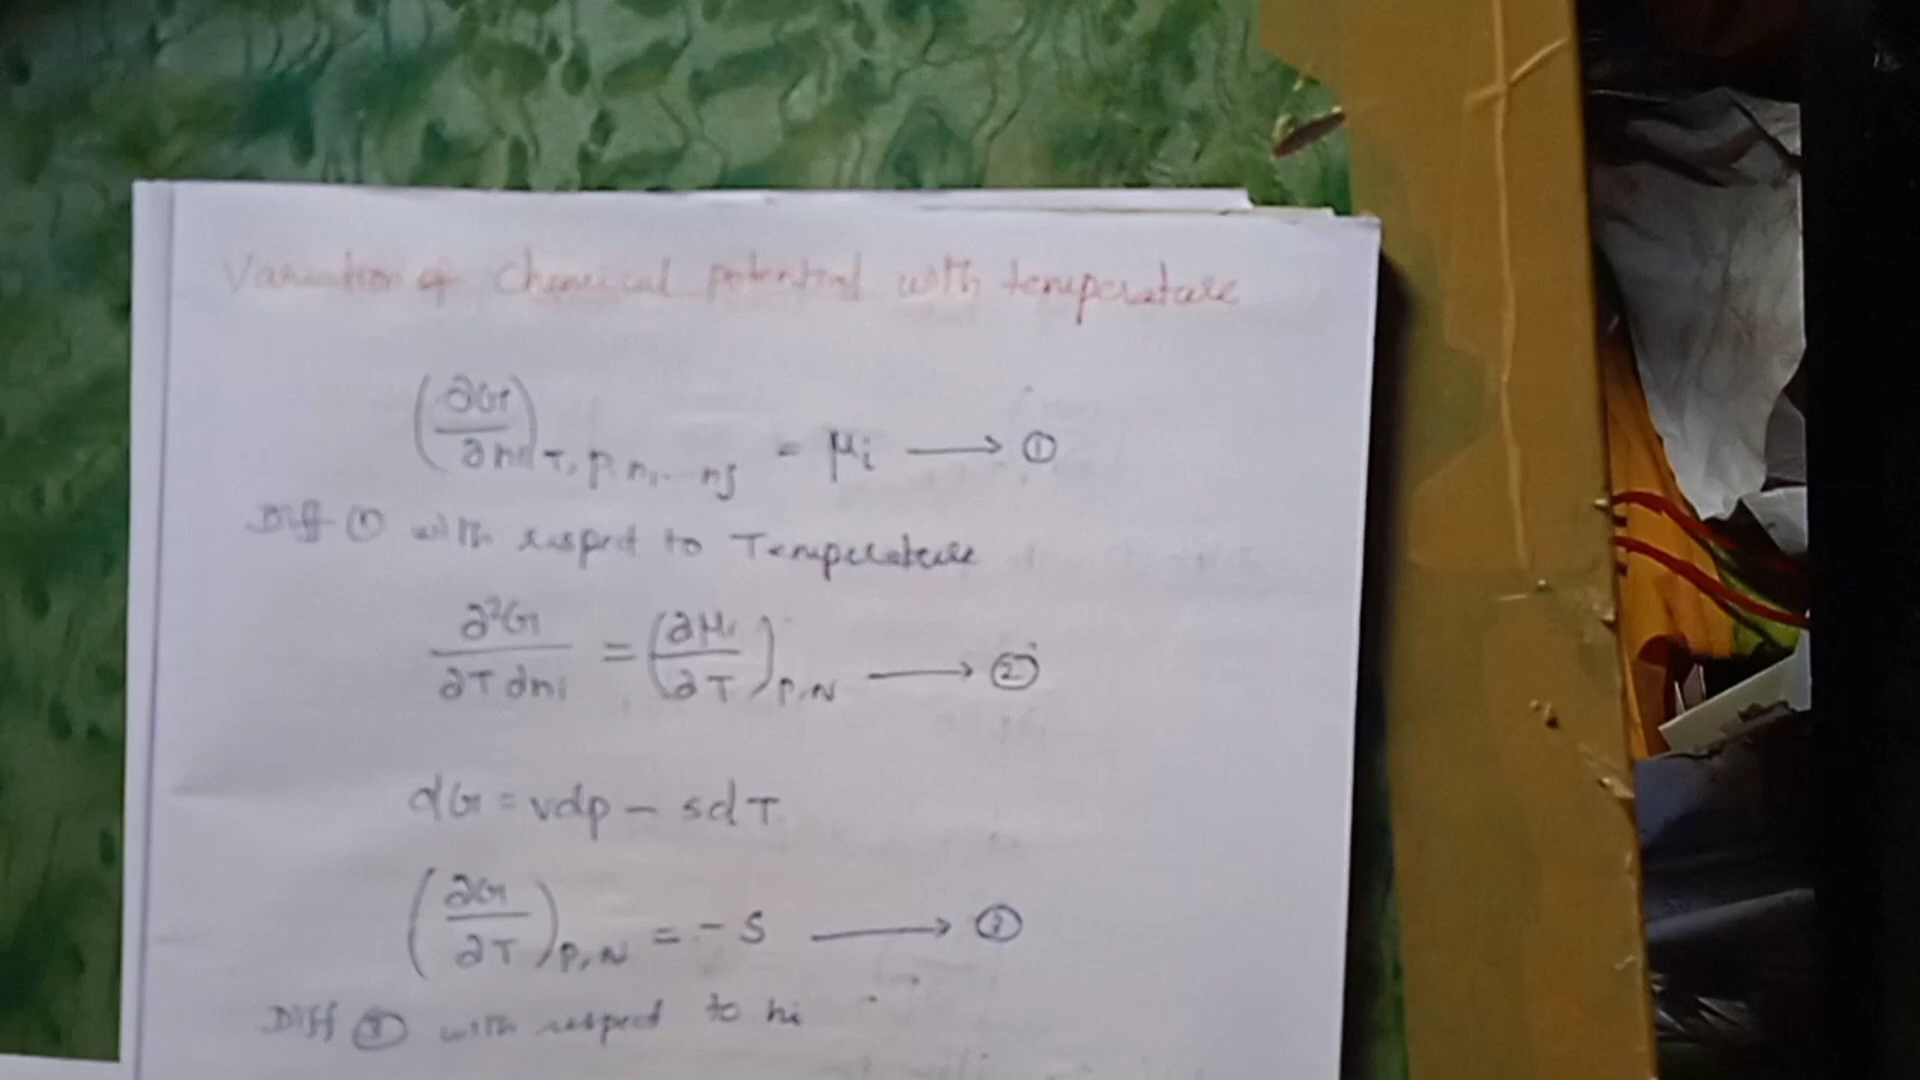 Variation of Chemical potential with temperature
(∂G/∂ni)T, P, n1...nj = μi ⟶ ①
Diff ① with respect to Temperature
∂²G/∂T∂ni = (∂μi/∂T)P,N ⟶ ②
dG = vdp – sdT
(∂G/∂T)P,N = – S ⟶ ③
Diff ③ with respect to ni